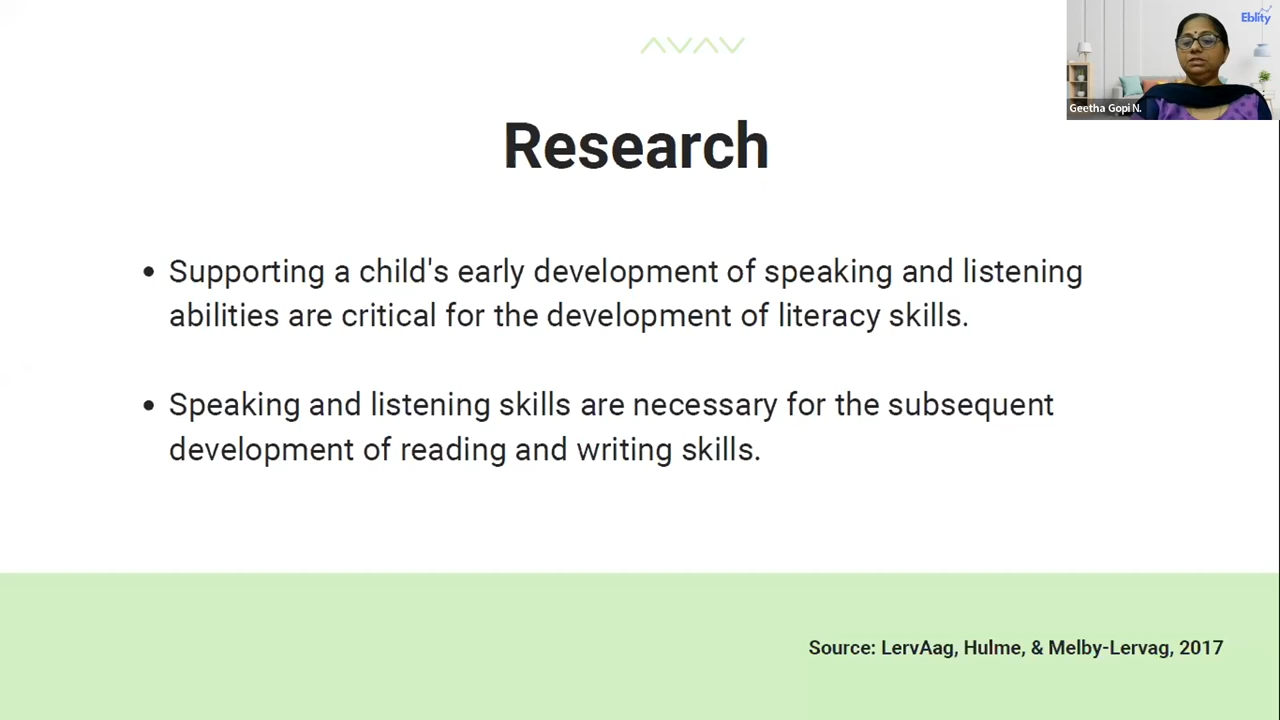 Eblity
Geetha Gopi N.
Research
• Supporting a child's early development of speaking and listening
abilities are critical for the development of literacy skills.
• Speaking and listening skills are necessary for the subsequent
development of reading and writing skills.
Source: LervAag, Hulme, & Melby-Lervag, 2017